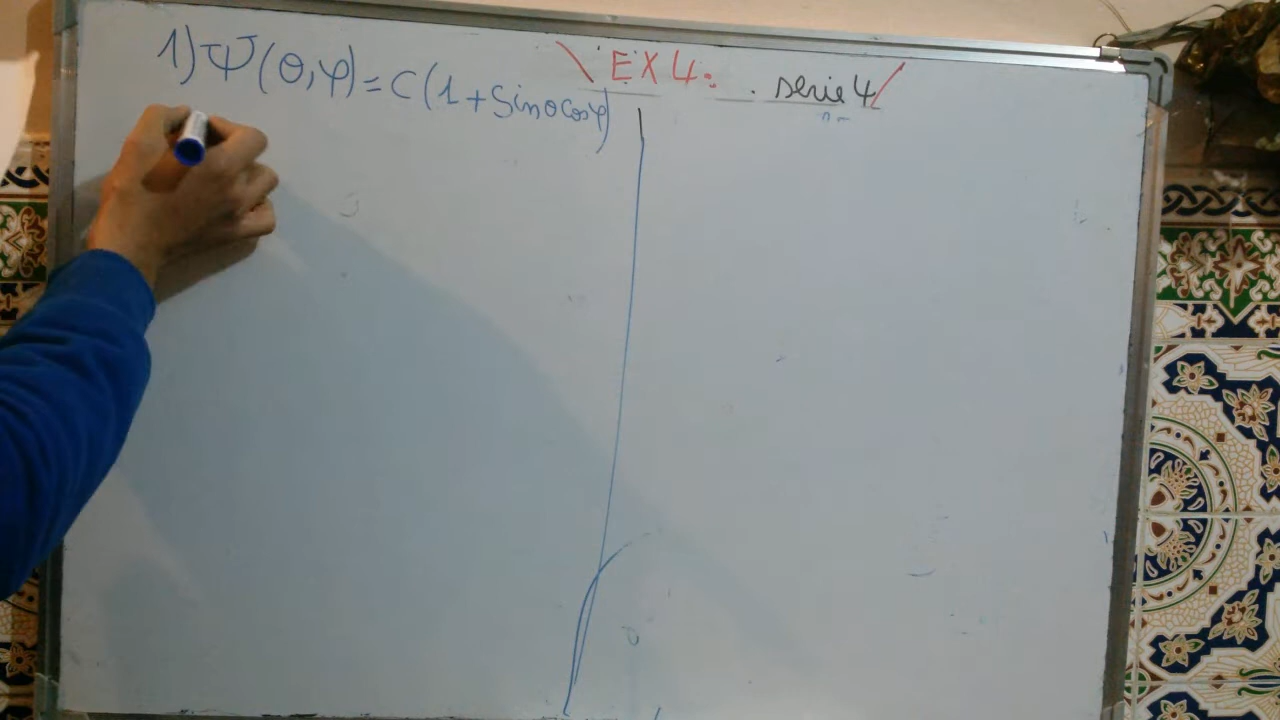 \ EX 4: . serie 4/
1) Ψ(θ,φ) = C(1+Sinθcosφ)